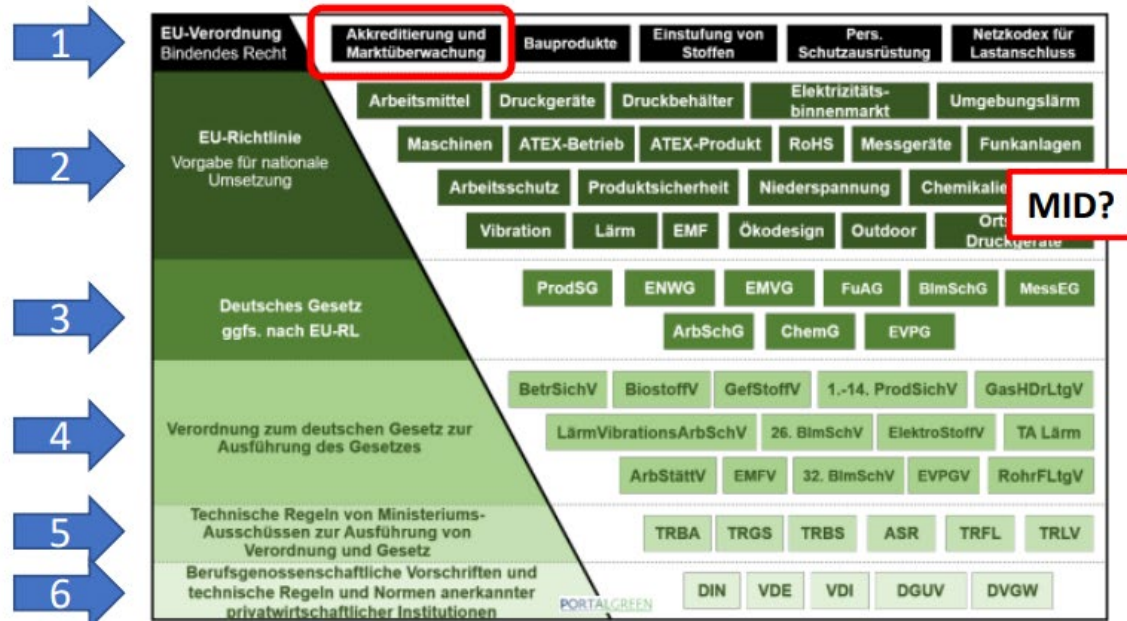 1
EU-Verordnung
Bindendes Recht
Akkreditierung und
Marktüberwachung
Bauprodukte
Einstufung von
Stoffen
Pers.
Schutzausrüstung
Netzkodex für
Lastanschluss
2
EU-Richtlinie
Vorgabe für nationale
Umsetzung
Arbeitsmittel
Druckgeräte
Druckbehälter
Elektrizitäts-
binnenmarkt
Umgebungslärm
Maschinen
ATEX-Betrieb
ATEX-Produkt
RoHS
Messgeräte
Funkanlagen
Arbeitsschutz
Produktsicherheit
Niederspannung
Chemikalie
MID?
Vibration
Lärm
EMF
Ökodesign
Outdoor
Orts
Druckgeräte
3
Deutsches Gesetz
ggfs. nach EU-RL
ProdSG
ENWG
EMVG
FuAG
BImSchG
MessEG
ArbSchG
ChemG
EVPG
4
Verordnung zum deutschen Gesetz zur
Ausführung des Gesetzes
BetrSichV
BiostoffV
GefStoffV
1.-14. ProdSichV
GasHDrLtgV
LärmVibrationsArbSchV
26. BImSchV
ElektroStoffV
TA Lärm
ArbStättV
EMFV
32. BImSchV
EVPGV
RohrFLtgV
5
Technische Regeln von Ministeriums-
Ausschüssen zur Ausführung von
Verordnung und Gesetz
TRBA
TRGS
TRBS
ASR
TRFL
TRLV
6
Berufsgenossenschaftliche Vorschriften und
technische Regeln und Normen anerkannter
privatwirtschaftlicher Institutionen
PORTALGREEN
DIN
VDE
VDI
DGUV
DVGW